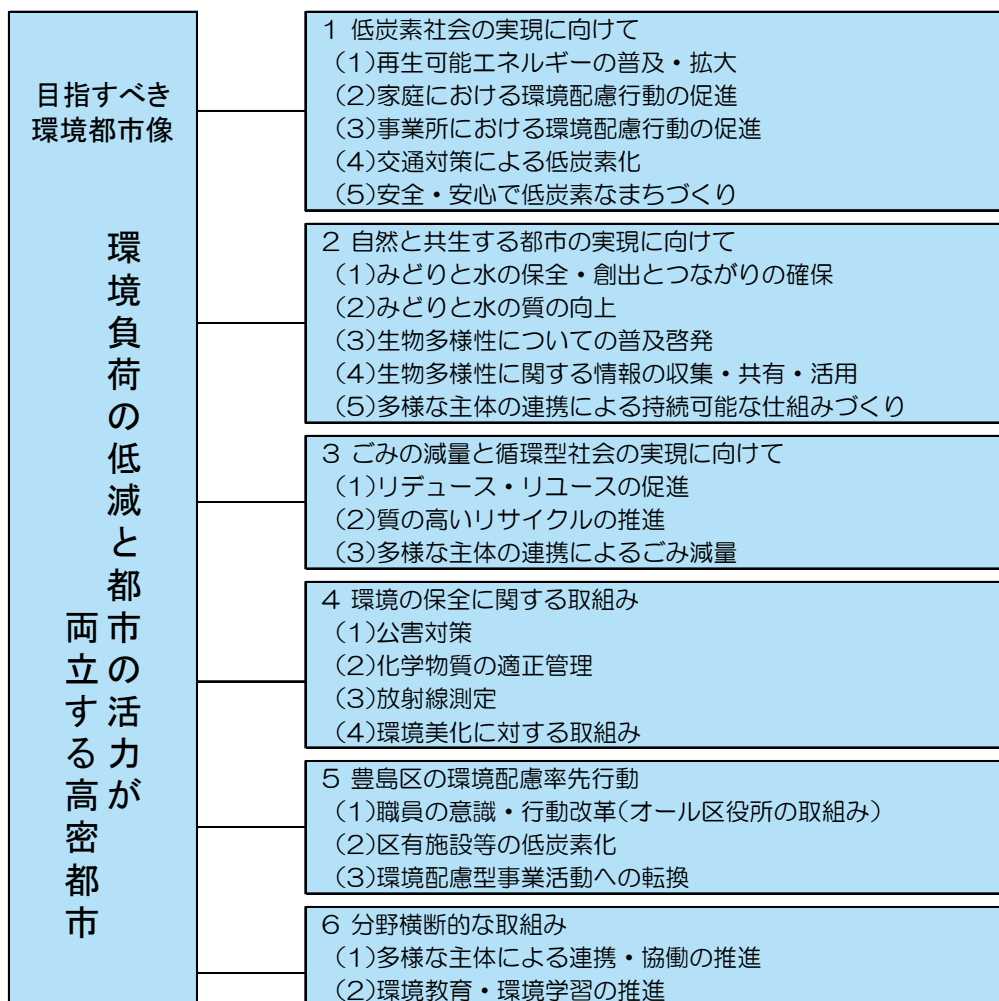 目指すべき
環境都市像
環境負荷の低減と都市の活力が
両立する高密都市
1 低炭素社会の実現に向けて
(1)再生可能エネルギーの普及・拡大
(2)家庭における環境配慮行動の促進
(3)事業所における環境配慮行動の促進
(4)交通対策による低炭素化
(5)安全・安心で低炭素なまちづくり
2 自然と共生する都市の実現に向けて
(1)みどりと水の保全・創出とつながりの確保
(2)みどりと水の質の向上
(3)生物多様性についての普及啓発
(4)生物多様性に関する情報の収集・共有・活用
(5)多様な主体の連携による持続可能な仕組みづくり
3 ごみの減量と循環型社会の実現に向けて
(1)リデュース・リユースの促進
(2)質の高いリサイクルの推進
(3)多様な主体の連携によるごみ減量
4 環境の保全に関する取組み
(1)公害対策
(2)化学物質の適正管理
(3)放射線測定
(4)環境美化に対する取組み
5 豊島区の環境配慮率先行動
(1)職員の意識・行動改革(オール区役所の取組み)
(2)区有施設等の低炭素化
(3)環境配慮型事業活動への転換
6 分野横断的な取組み
(1)多様な主体による連携・協働の推進
(2)環境教育・環境学習の推進